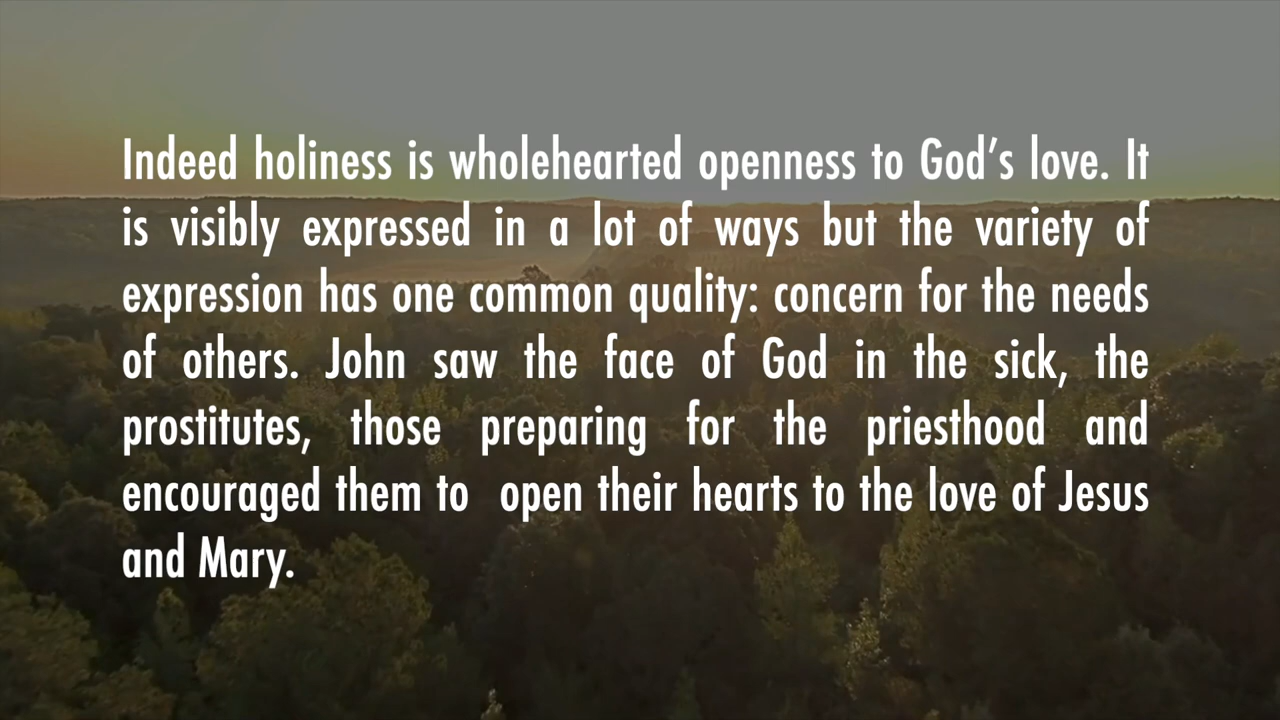 Indeed holiness is wholehearted openness to God’s love. It
is visibly expressed in a lot of ways but the variety of
expression has one common quality: concern for the needs
of others. John saw the face of God in the sick, the
prostitutes, those preparing for the priesthood and
encouraged them to  open their hearts to the love of Jesus
and Mary.